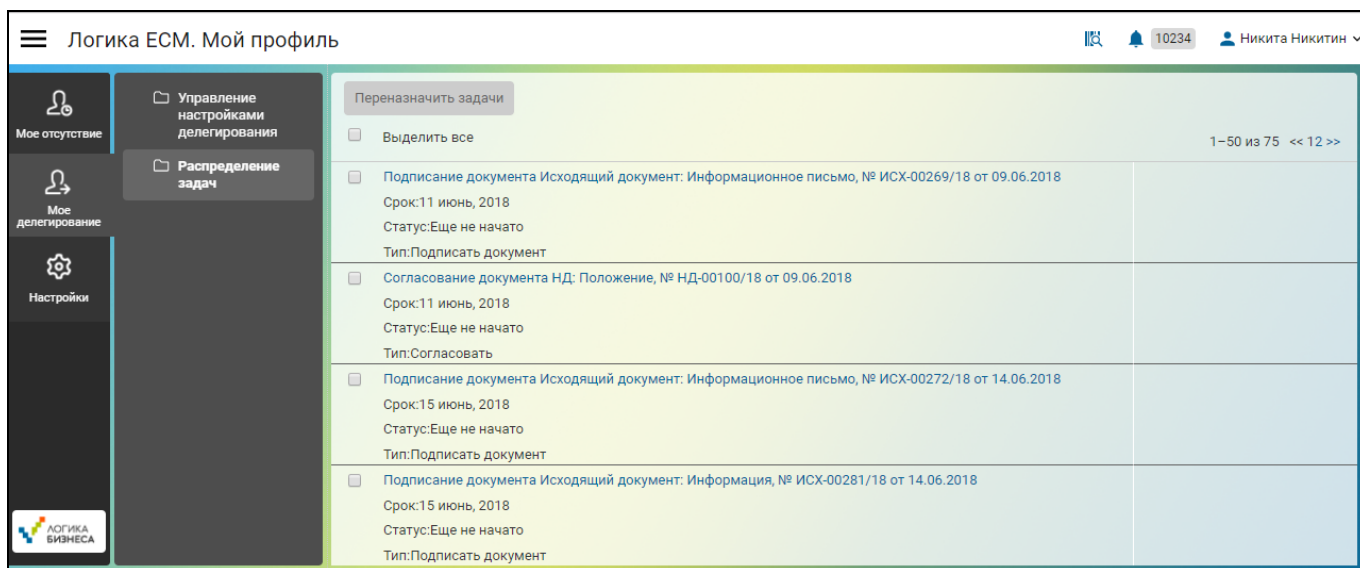 Логика ECM. Мой профиль
10234
Никита Никитин
Мое отсутствие
Мое
делегирование
Настройки
ЛОГИКА
БИЗНЕСА
Управление
настройками
делегирования
Распределение
задач
Переназначить задачи
Выделить все
1–50 из 75 << 12 >>
Подписание документа Исходящий документ: Информационное письмо, № ИСХ-00269/18 от 09.06.2018
Срок:11 июнь, 2018
Статус:Еще не начато
Тип:Подписать документ
Согласование документа НД: Положение, № НД-00100/18 от 09.06.2018
Срок:11 июнь, 2018
Статус:Еще не начато
Тип:Согласовать
Подписание документа Исходящий документ: Информационное письмо, № ИСХ-00272/18 от 14.06.2018
Срок:15 июнь, 2018
Статус:Еще не начато
Тип:Подписать документ
Подписание документа Исходящий документ: Информация, № ИСХ-00281/18 от 14.06.2018
Срок:15 июнь, 2018
Статус:Еще не начато
Тип:Подписать документ